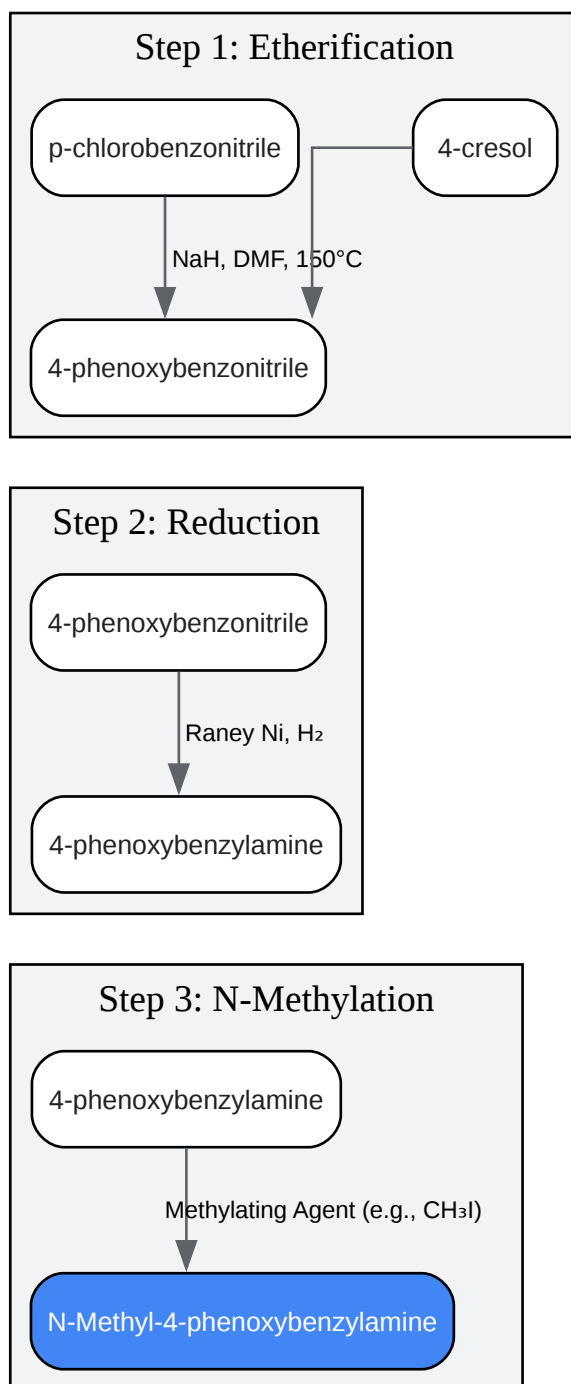 Step 1: Etherification
p-chlorobenzonitrile
4-cresol
NaH, DMF, 150°C
4-phenoxybenzonitrile
Step 2: Reduction
4-phenoxybenzonitrile
Raney Ni, H₂
4-phenoxybenzylamine
Step 3: N-Methylation
4-phenoxybenzylamine
Methylating Agent (e.g., CH₃I)
N-Methyl-4-phenoxybenzylamine